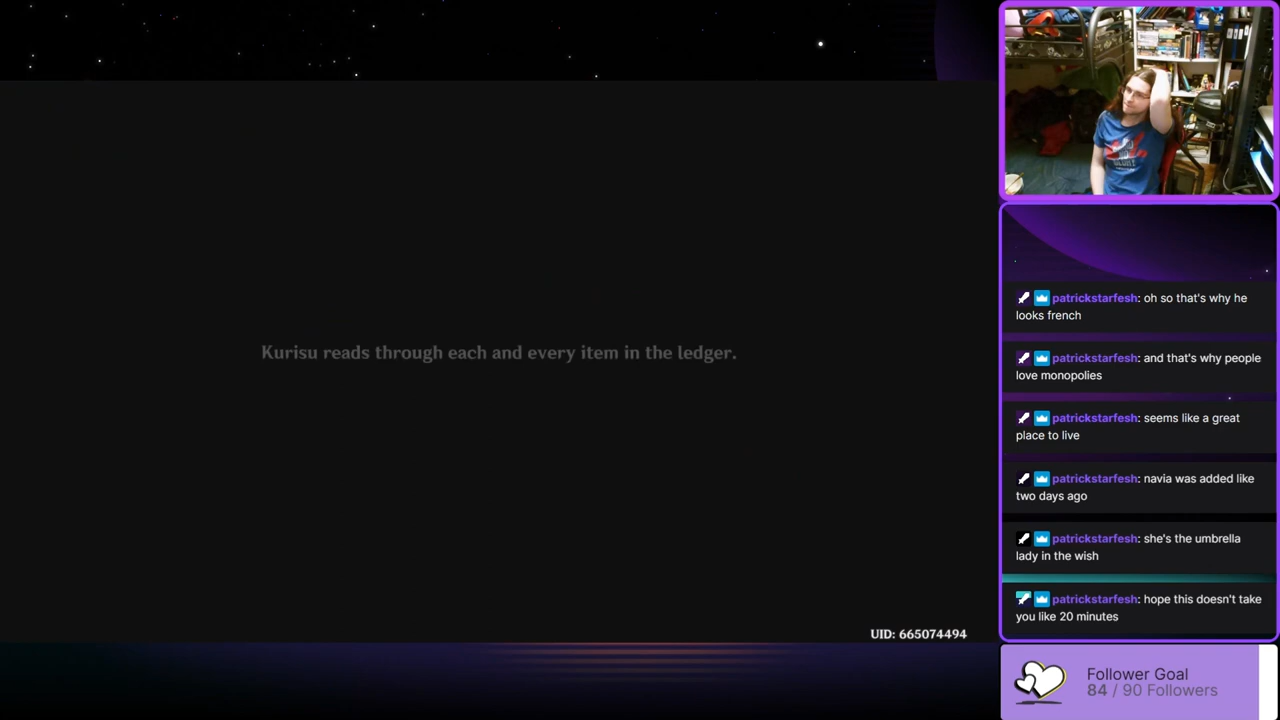 Kurisu reads through each and every item in the ledger.
UID: 665074494
patrickstarfesh: oh so that's why he
looks french
patrickstarfesh: and that's why people
love monopolies
patrickstarfesh: seems like a great
place to live
patrickstarfesh: navia was added like
two days ago
patrickstarfesh: she's the umbrella
lady in the wish
patrickstarfesh: hope this doesn't take
you like 20 minutes
Follower Goal
84 / 90 Followers